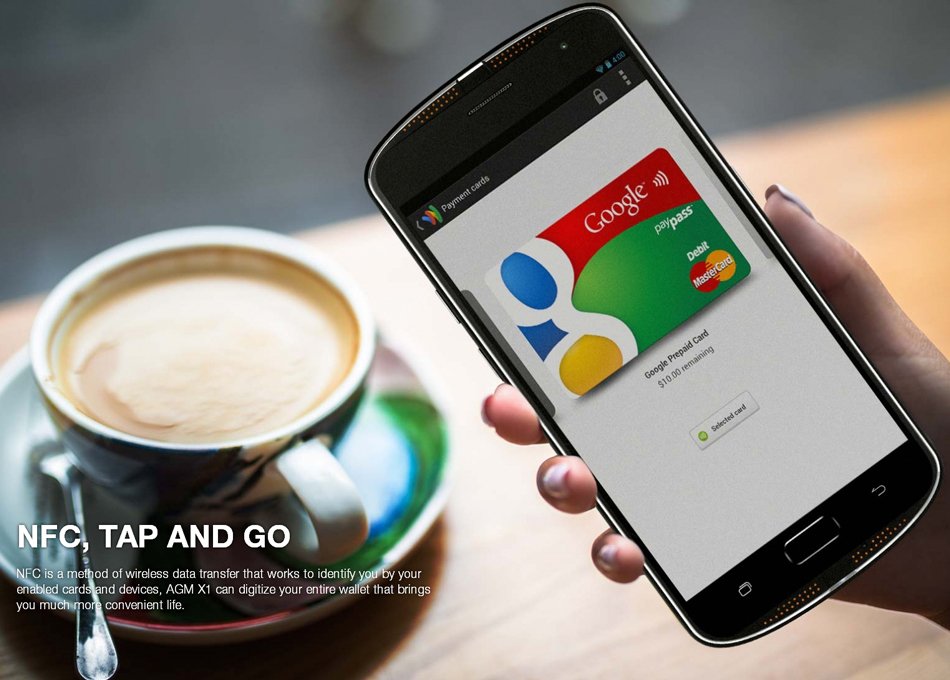 4:00
Payment cards
Google
paypass
Debit
MasterCard
Google Prepaid Card
$10.00 remaining
Selected card
NFC, TAP AND GO
NFC is a method of wireless data transfer that works to identify you by your
enabled cards and devices, AGM X1 can digitize your entire wallet that brings
you much more convenient life.